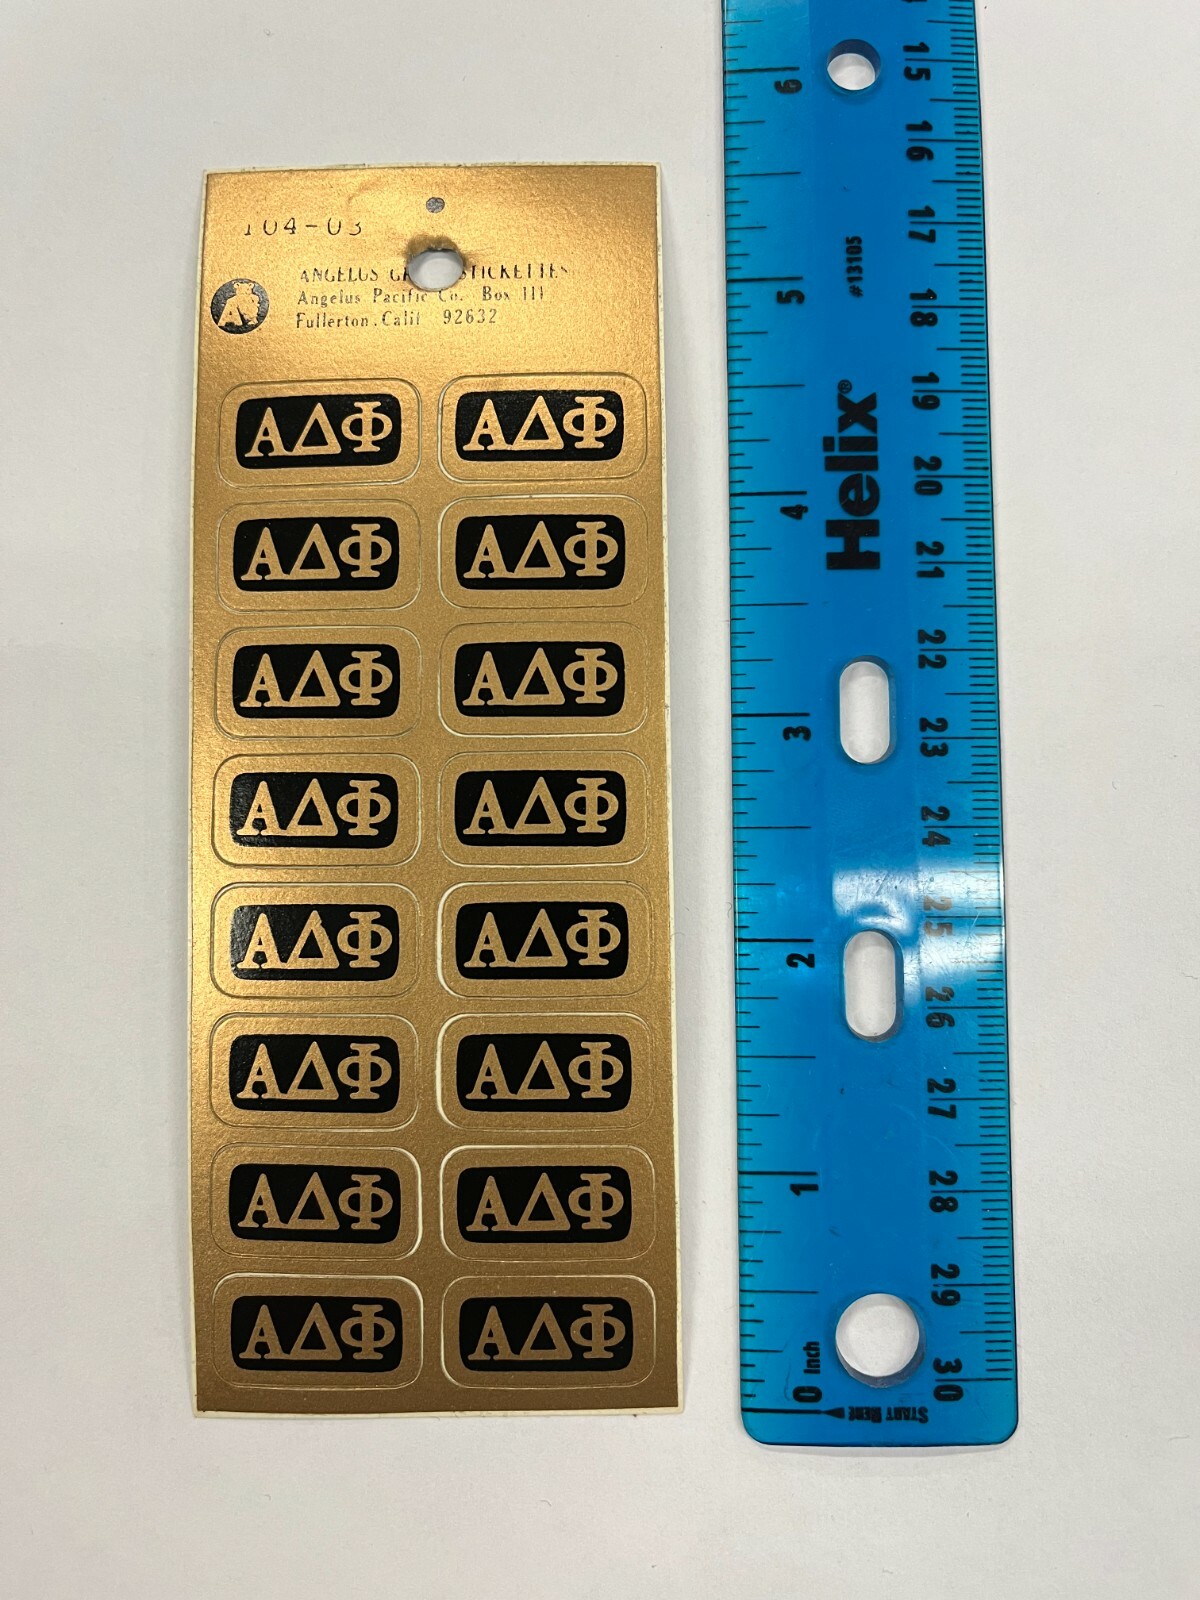 104-03
ANGELUS STICKETTES
Angelus Pacific Co. Box 111
Fullerton, Calif 92632
ΑΔΦ ΑΔΦ
ΑΔΦ ΑΔΦ
ΑΔΦ ΑΔΦ
ΑΔΦ ΑΔΦ
ΑΔΦ ΑΔΦ
ΑΔΦ ΑΔΦ
ΑΔΦ ΑΔΦ
ΑΔΦ ΑΔΦ
Helix®
#13105
START HERE
0 Inch 1 2 3 4 5 6
15 16 17 18 19 20 21 22 23 24 25 26 27 28 29 30